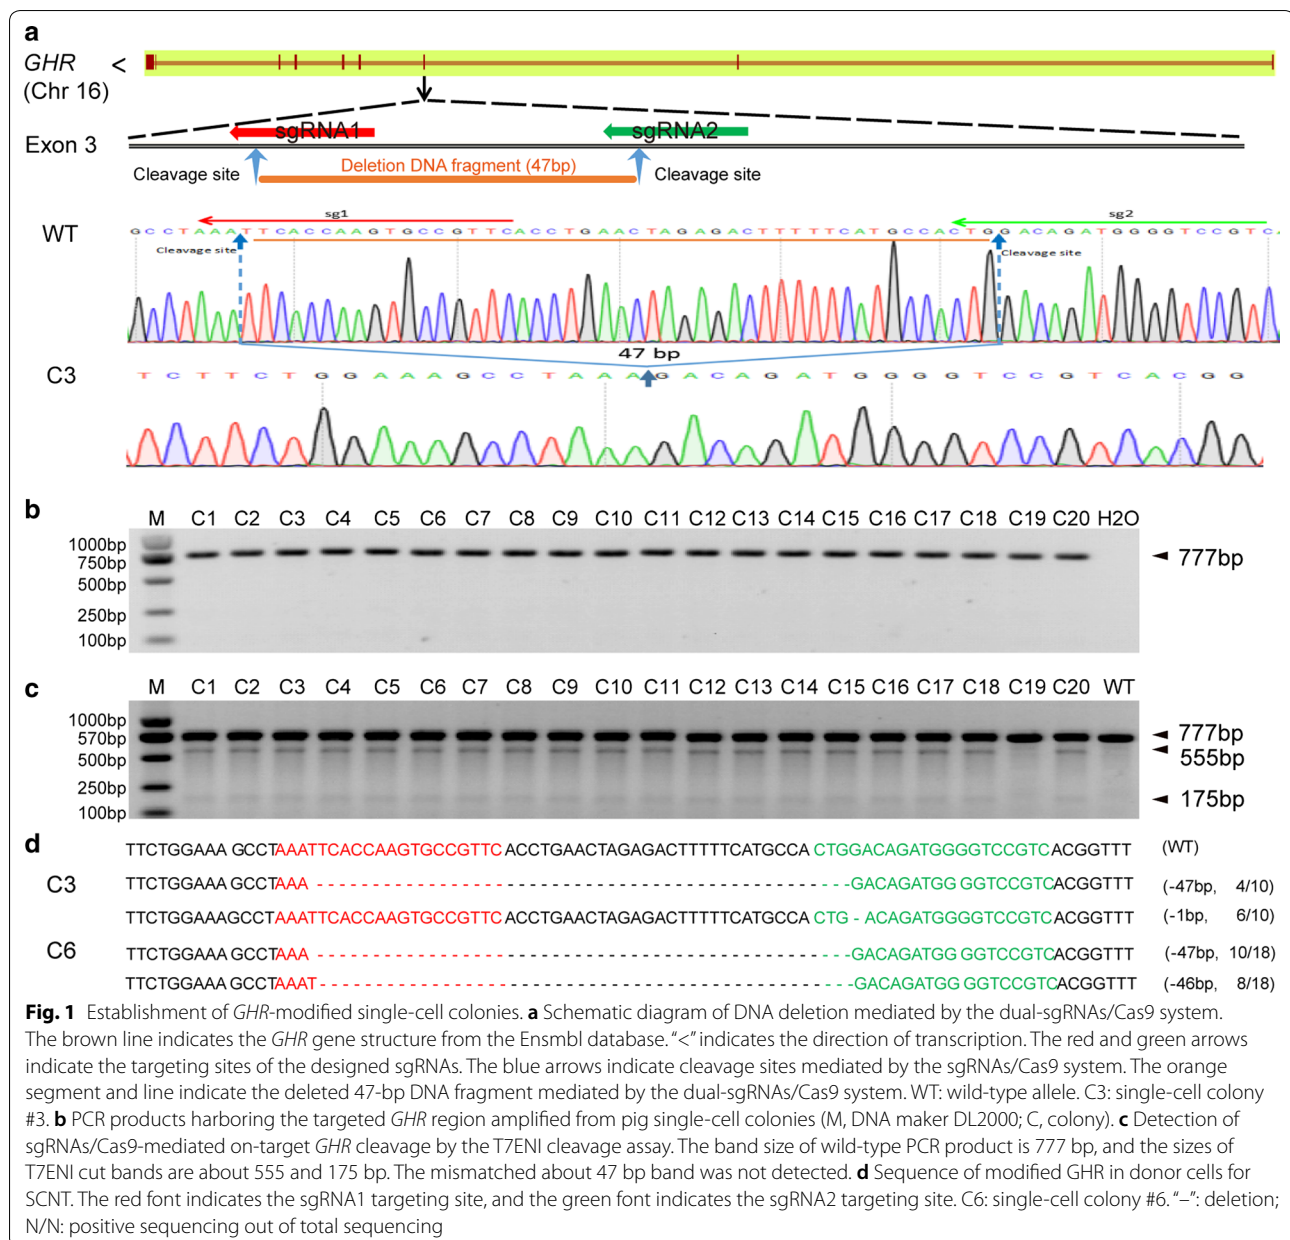 a
GHR <
(Chr 16)
sgRNA1 sgRNA2
Exon 3
Deletion DNA fragment (47bp)
Cleavage site Cleavage site
sg1 sg2
WT
GCCTAAATTCACCAAGTGCCGTTCACCTGAACTAGAGACTTTTTCATGCCACTGGACAGATGGGGTCCGTCA
Cleavage site Cleavage site
47 bp
C3
TCTTCTGGAAAGCCTAAAGACAGATGGGGTCCGTCACGG
b
M C1 C2 C3 C4 C5 C6 C7 C8 C9 C10 C11 C12 C13 C14 C15 C16 C17 C18 C19 C20 H2O
1000bp
750bp
777bp
500bp
250bp
100bp
c
M C1 C2 C3 C4 C5 C6 C7 C8 C9 C10 C11 C12 C13 C14 C15 C16 C17 C18 C19 C20 WT
1000bp
777bp
570bp
500bp
555bp
250bp
175bp
100bp
d
TTCTGGAAA GCCTAAATTCACCAAGTGCCGTTC ACCTGAACTAGAGACTTTTTCATGCCA CTGGACAGATGGGGTCCGTC ACGGTTT (WT)
C3
TTCTGGAAA GCCTAAA -----------------------------------------------GACAGATGG GGTCCGTCACGGTTT (-47bp, 4/10)
TTCTGGAAAGCCTAAATTCACCAAGTGCCGTTC ACCTGAACTAGAGACTTTTTCATGCCA CTG - ACAGATGGGGTCCGTC ACGGTTT (-1bp, 6/10)
C6
TTCTGGAAA GCCTAAA -----------------------------------------------GACAGATGG GGTCCGTCACGGTTT (-47bp, 10/18)
TTCTGGAAA GCCTAAAT----------------------------------------------GACAGATGG GGTCCGTCACGGTTT (-46bp, 8/18)
Fig. 1 Establishment of GHR-modified single-cell colonies. a Schematic diagram of DNA deletion mediated by the dual-sgRNAs/Cas9 system.
The brown line indicates the GHR gene structure from the Ensmbl database. “<” indicates the direction of transcription. The red and green arrows
indicate the targeting sites of the designed sgRNAs. The blue arrows indicate cleavage sites mediated by the sgRNAs/Cas9 system. The orange
segment and line indicate the deleted 47-bp DNA fragment mediated by the dual-sgRNAs/Cas9 system. WT: wild-type allele. C3: single-cell colony
#3. b PCR products harboring the targeted GHR region amplified from pig single-cell colonies (M, DNA maker DL2000; C, colony). c Detection of
sgRNAs/Cas9-mediated on-target GHR cleavage by the T7ENI cleavage assay. The band size of wild-type PCR product is 777 bp, and the sizes of
T7ENI cut bands are about 555 and 175 bp. The mismatched about 47 bp band was not detected. d Sequence of modified GHR in donor cells for
SCNT. The red font indicates the sgRNA1 targeting site, and the green font indicates the sgRNA2 targeting site. C6: single-cell colony #6. “–”: deletion;
N/N: positive sequencing out of total sequencing